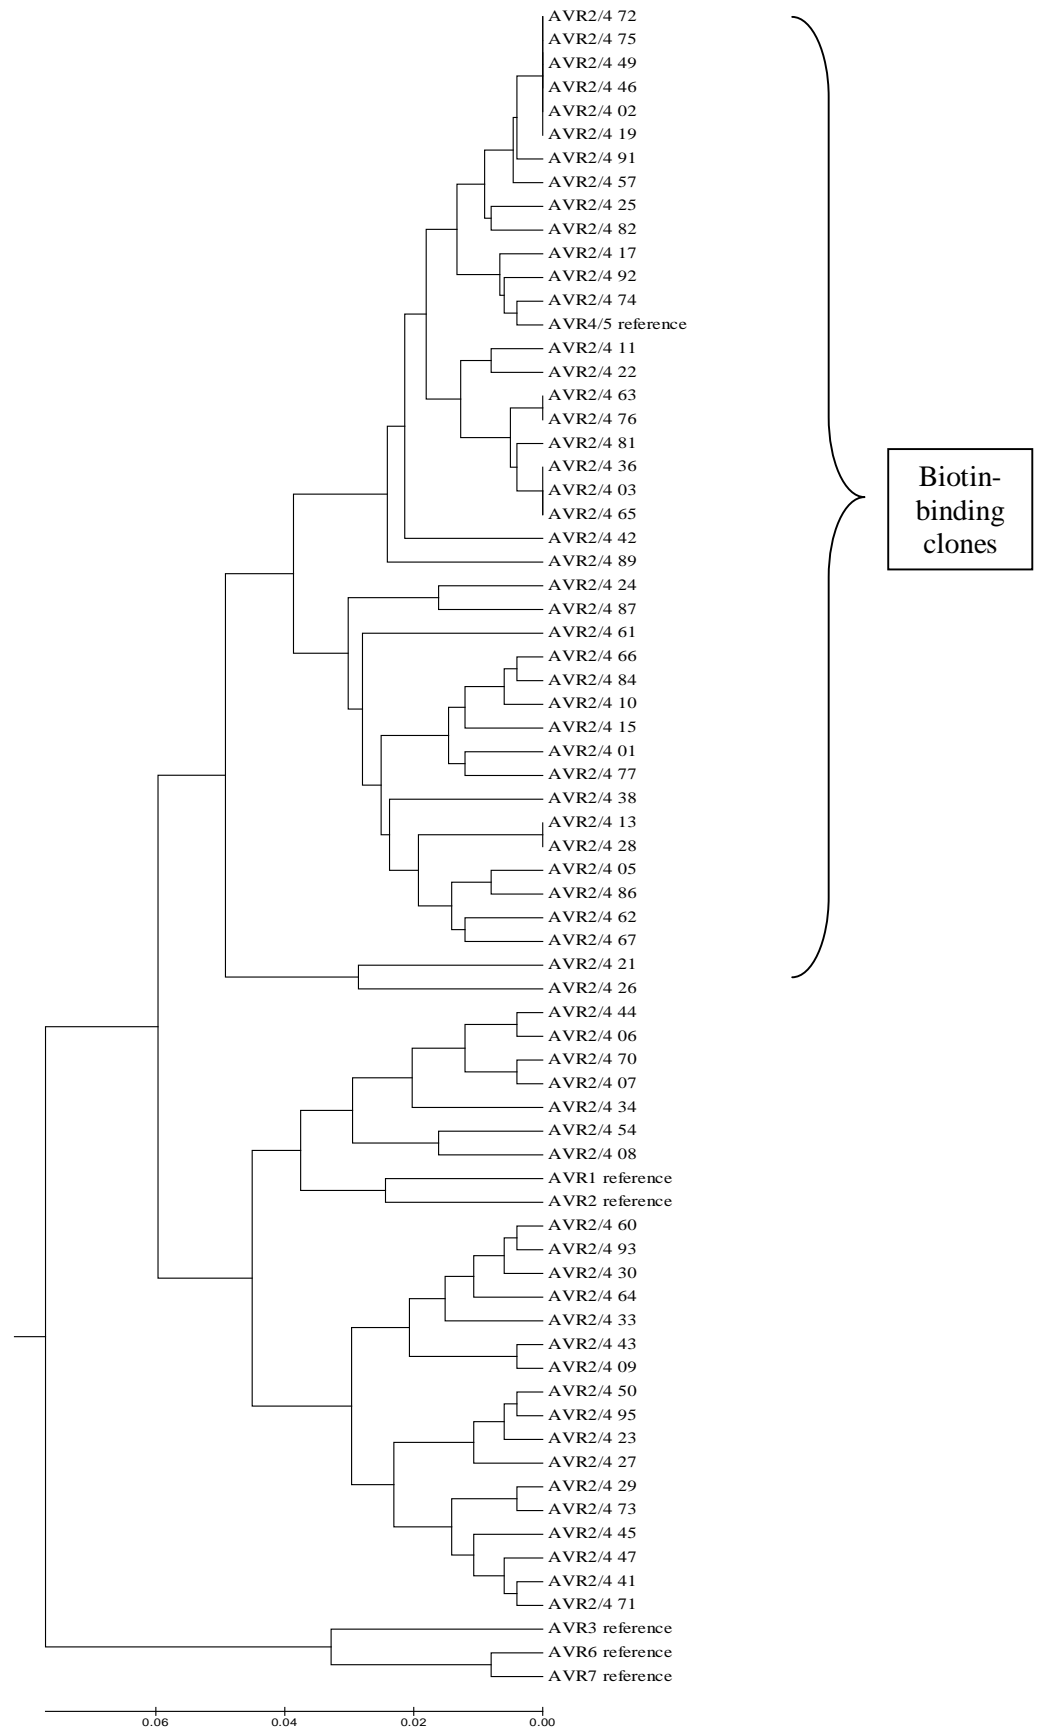 AVR2/4 72
AVR2/4 75
AVR2/4 49
AVR2/4 46
AVR2/4 02
AVR2/4 19
AVR2/4 91
AVR2/4 57
AVR2/4 25
AVR2/4 82
AVR2/4 17
AVR2/4 92
AVR2/4 74
AVR4/5 reference
AVR2/4 11
AVR2/4 22
AVR2/4 63
AVR2/4 76
AVR2/4 81
AVR2/4 36
AVR2/4 03
AVR2/4 65
AVR2/4 42
AVR2/4 89
AVR2/4 24
AVR2/4 87
AVR2/4 61
AVR2/4 66
AVR2/4 84
AVR2/4 10
AVR2/4 15
AVR2/4 01
AVR2/4 77
AVR2/4 38
AVR2/4 13
AVR2/4 28
AVR2/4 05
AVR2/4 86
AVR2/4 62
AVR2/4 67
AVR2/4 21
AVR2/4 26
AVR2/4 44
AVR2/4 06
AVR2/4 70
AVR2/4 07
AVR2/4 34
AVR2/4 54
AVR2/4 08
AVR1 reference
AVR2 reference
AVR2/4 60
AVR2/4 93
AVR2/4 30
AVR2/4 64
AVR2/4 33
AVR2/4 43
AVR2/4 09
AVR2/4 50
AVR2/4 95
AVR2/4 23
AVR2/4 27
AVR2/4 29
AVR2/4 73
AVR2/4 45
AVR2/4 47
AVR2/4 41
AVR2/4 71
AVR3 reference
AVR6 reference
AVR7 reference
0.06 0.04 0.02 0.00
Biotin-
binding
clones